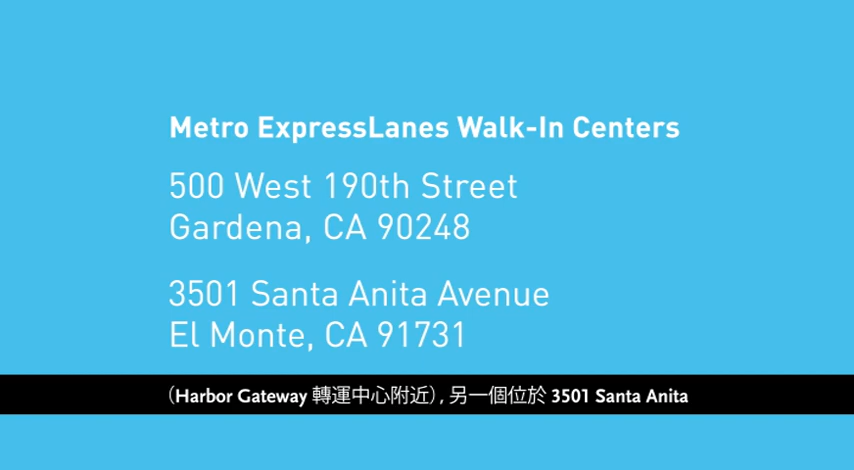 Metro ExpressLanes Walk-In Centers
500 West 190th Street
Gardena, CA 90248
3501 Santa Anita Avenue
El Monte, CA 91731
(Harbor Gateway 轉運中心附近) , 另一個位於 3501 Santa Anita